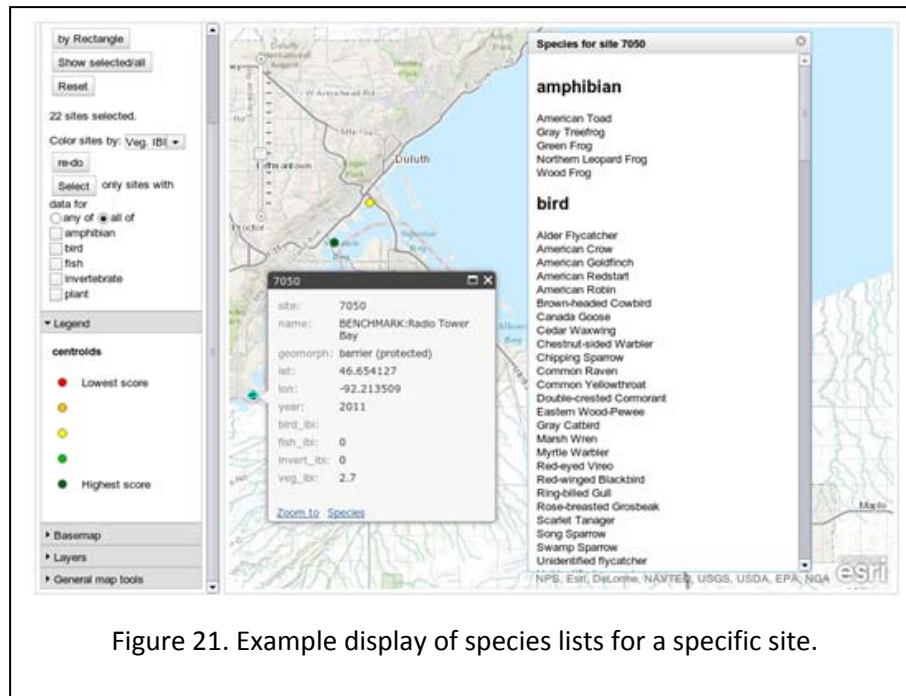 by Rectangle
Show selected/all
Reset
22 sites selected.
Color sites by: Veg. IBI
re-do
Select only sites with
data for
any of all of
amphibian
bird
fish
invertebrate
plant
Legend
centroids
Lowest score
Highest score
Basemap
Layers
General map tools
Duluth
International
Airport
W Arrowhead Rd
Duluth
Proctor
Maple
7050
site: 7050
name: BENCHMARK:Radio Tower
Bay
geomorph: barrier (protected)
lat: 46.654127
lon: -92.213509
year: 2011
bird_ibi:
fish_ibi: 0
invert_ibi: 0
veg_ibi: 2.7
Zoom to Species
Species for site 7050
amphibian
American Toad
Gray Treefrog
Green Frog
Northern Leopard Frog
Wood Frog
bird
Alder Flycatcher
American Crow
American Goldfinch
American Redstart
American Robin
Brown-headed Cowbird
Canada Goose
Cedar Waxwing
Chestnut-sided Warbler
Chipping Sparrow
Common Raven
Common Yellowthroat
Double-crested Cormorant
Eastern Wood-Pewee
Gray Catbird
Marsh Wren
Myrtle Warbler
Red-eyed Vireo
Red-winged Blackbird
Ring-billed Gull
Rose-breasted Grosbeak
Scarlet Tanager
Song Sparrow
Swamp Sparrow
Unidentified flycatcher
NPS, Esri, DeLorme, NAVTEQ, USGS, USDA, EPA, NGA
esri
Figure 21. Example display of species lists for a specific site.